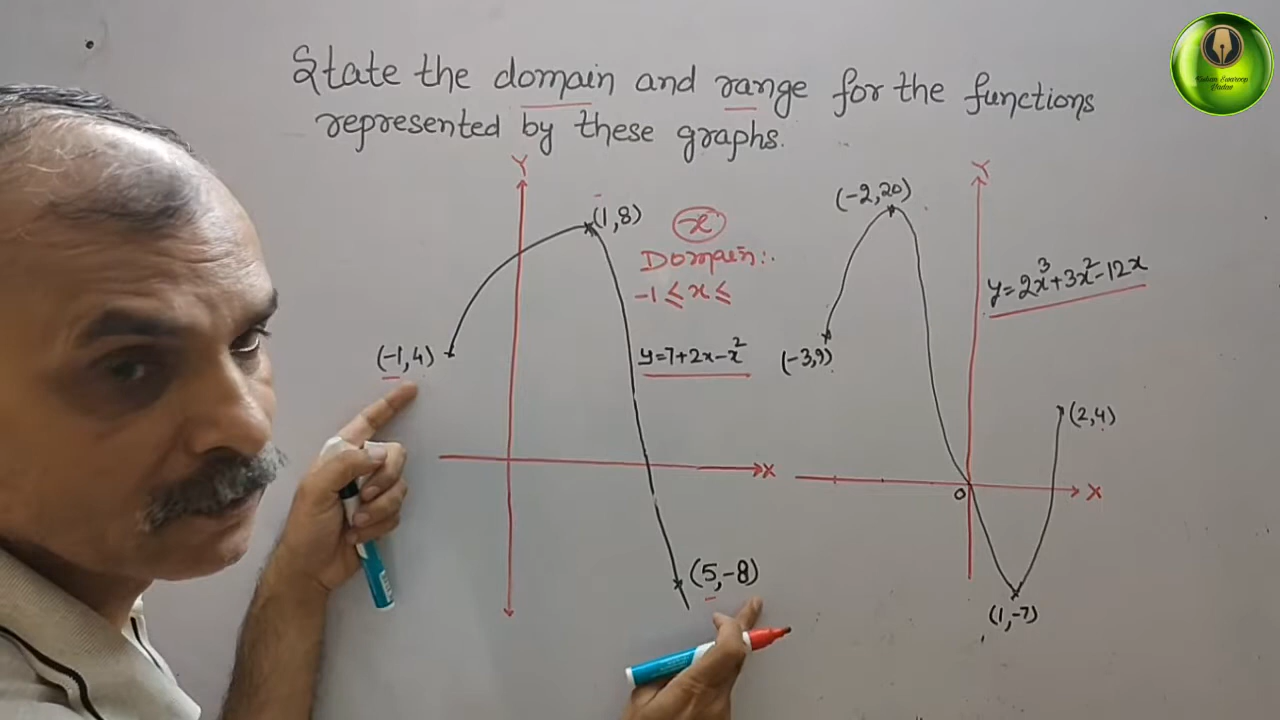 State the domain and range for the functions
represented by these graphs.
Y
(1,8)
x
Domain:.
-1 ≤ x ≤
(-1,4)
y=7+2x-x²
X
(5,-8)
Y
(-2,20)
y=2x³+3x²-12x
(-3,9)
(2,4)
0
X
(1,-7)